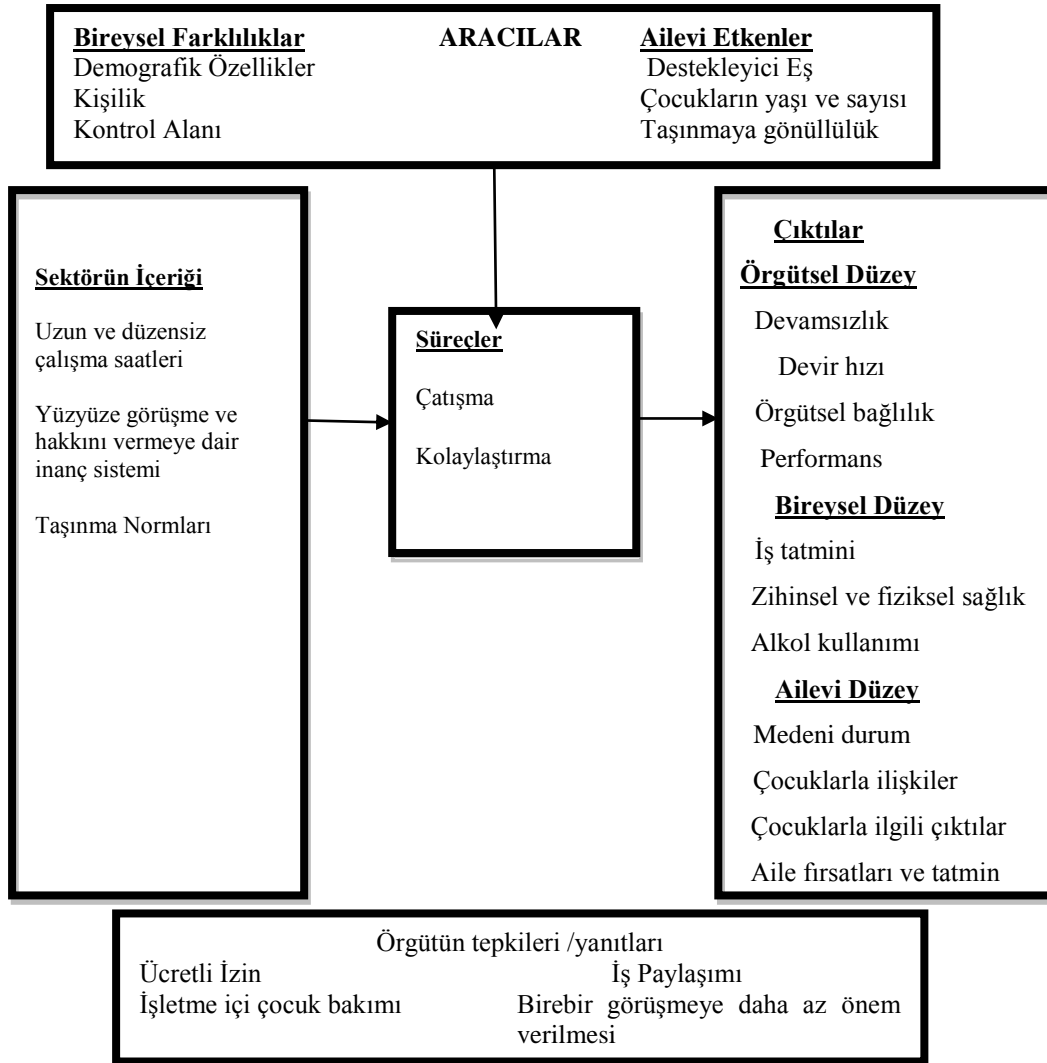 Bireysel Farklılıklar ARACILAR Ailevi Etkenler
Demografik Özellikler Destekleyici Eş
Kişilik Çocukların yaşı ve sayısı
Kontrol Alanı Taşınmaya gönüllülük
Sektörün İçeriği
Uzun ve düzensiz
çalışma saatleri
Yüzyüze görüşme ve
hakkını vermeye dair
inanç sistemi
Taşınma Normları
Süreçler
Çatışma
Kolaylaştırma
Çıktılar
Örgütsel Düzey
Devamsızlık
Devir hızı
Örgütsel bağlılık
Performans
Bireysel Düzey
İş tatmini
Zihinsel ve fiziksel sağlık
Alkol kullanımı
Ailevi Düzey
Medeni durum
Çocuklarla ilişkiler
Çocuklarla ilgili çıktılar
Aile fırsatları ve tatmin
Örgütün tepkileri /yanıtları
Ücretli İzin İş Paylaşımı
İşletme içi çocuk bakımı Birebir görüşmeye daha az önem
verilmesi